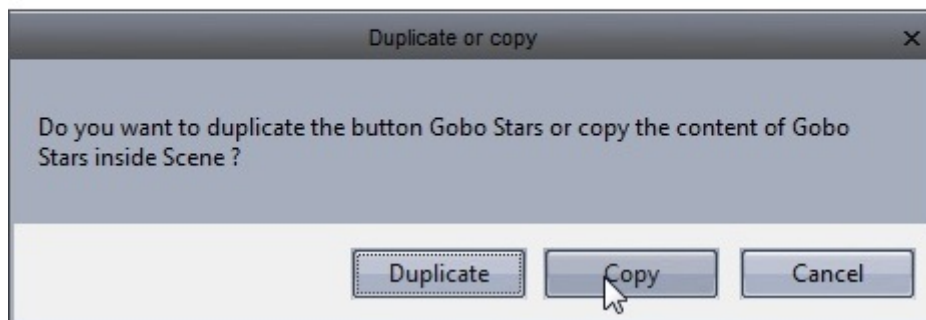 Duplicate or copy
Do you want to duplicate the button Gobo Stars or copy the content of Gobo
Stars inside Scene ?
Duplicate
Copy
Cancel